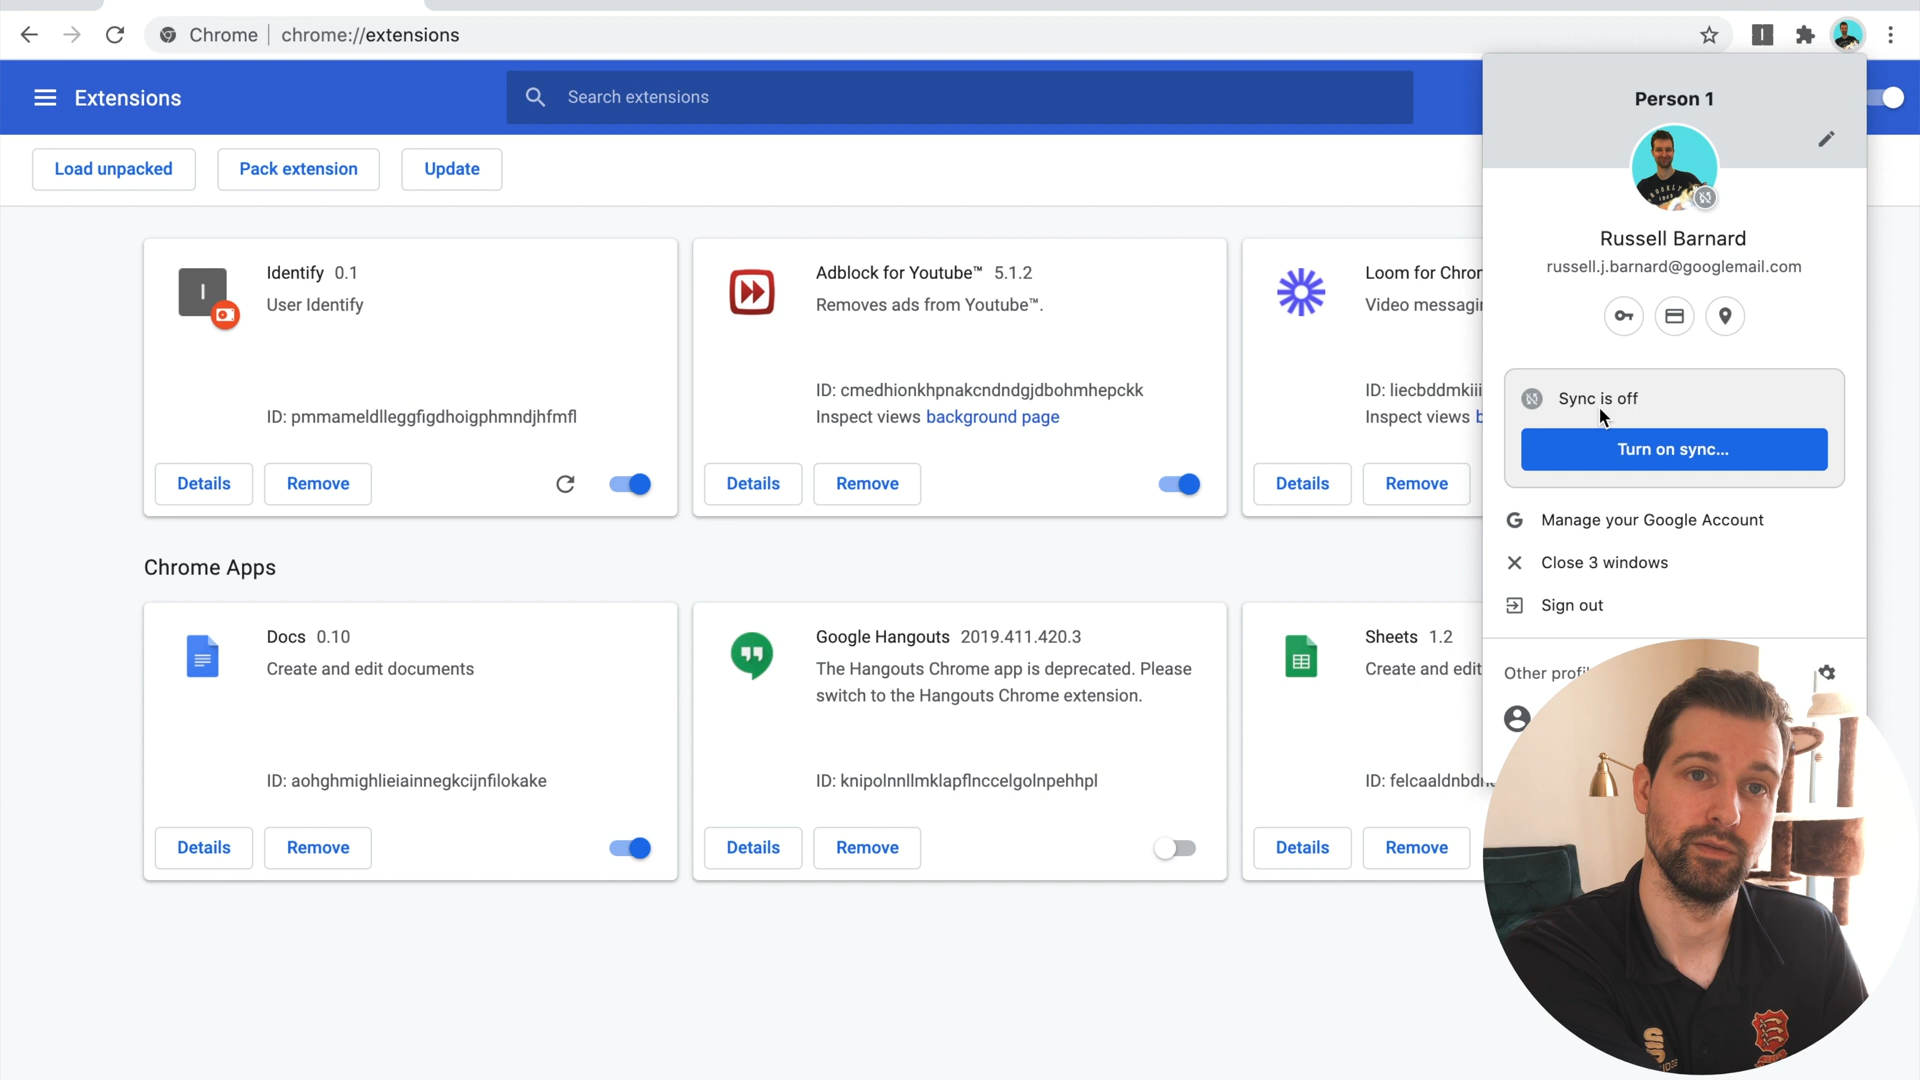 Chrome | chrome://extensions
Extensions
Search extensions
Load unpacked
Pack extension
Update
Identify 0.1
User Identify
ID: pmmameldlleggfigdhoigphmndjhfmfl
Details
Remove
Adblock for Youtube™ 5.1.2
Removes ads from Youtube™.
ID: cmedhionkhpnakcndndgjdbohmhepckk
Inspect views background page
Details
Remove
Loom for Chron
Video messagi
ID: liecbddmkiii
Inspect views b
Details
Remove
Chrome Apps
Docs 0.10
Create and edit documents
ID: aohghmighlieiainnegkcijnfilokake
Details
Remove
Google Hangouts 2019.411.420.3
The Hangouts Chrome app is deprecated. Please
switch to the Hangouts Chrome extension.
ID: knipolnnllmklapflnccelgolnpehhpl
Details
Remove
Sheets 1.2
Create and edit
ID: felcaaldnbdn
Details
Remove
Person 1
Russell Barnard
russell.j.barnard@googlemail.com
Sync is off
Turn on sync...
Manage your Google Account
Close 3 windows
Sign out
Other profi